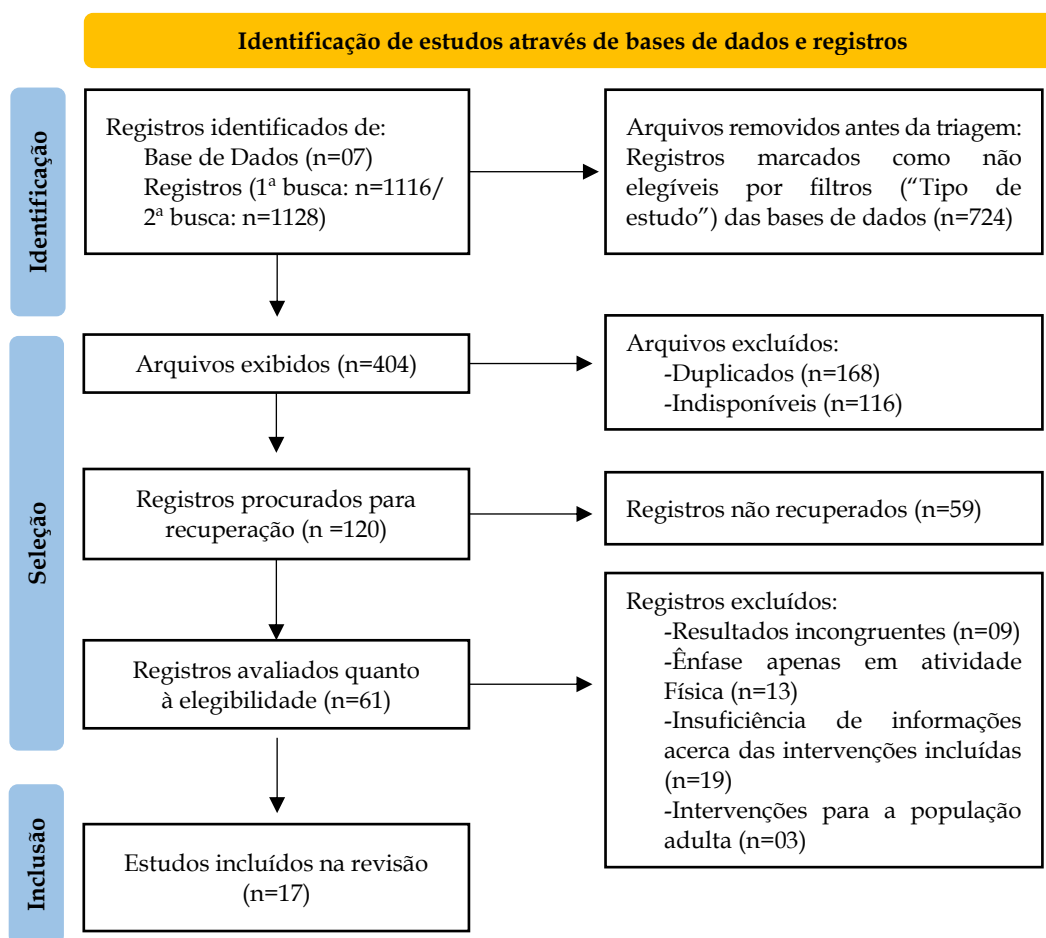 Identificação de estudos através de bases de dados e registros
Identificação
Registros identificados de:
Base de Dados (n=07)
Registros (1ª busca: n=1116/
2ª busca: n=1128)
Arquivos removidos antes da triagem:
Registros marcados como não
elegíveis por filtros (“Tipo de
estudo”) das bases de dados (n=724)
Seleção
Arquivos exibidos (n=404)
Arquivos excluídos:
-Duplicados (n=168)
-Indisponíveis (n=116)
Registros procurados para
recuperação (n =120)
Registros não recuperados (n=59)
Registros avaliados quanto
à elegibilidade (n=61)
Registros excluídos:
-Resultados incongruentes (n=09)
-Ênfase apenas em atividade
Física (n=13)
-Insuficiência de informações
acerca das intervenções incluídas
(n=19)
-Intervenções para a população
adulta (n=03)
Inclusão
Estudos incluídos na revisão
(n=17)